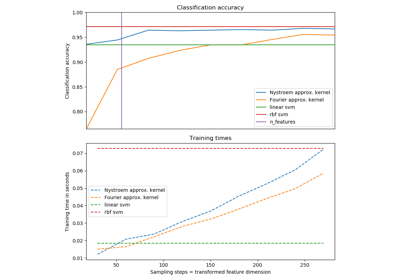 Classification accuracy
1.00
0.95
0.90
0.85
0.80
Classification accuracy
Nystroem approx. kernel
Fourier approx. kernel
linear svm
rbf svm
n_features
Training times
0.07
0.06
0.05
0.04
0.03
0.02
0.01
Training time in seconds
Nystroem approx. kernel
Fourier approx. kernel
linear svm
rbf svm
50 100 150 200 250
Sampling steps = transformed feature dimension